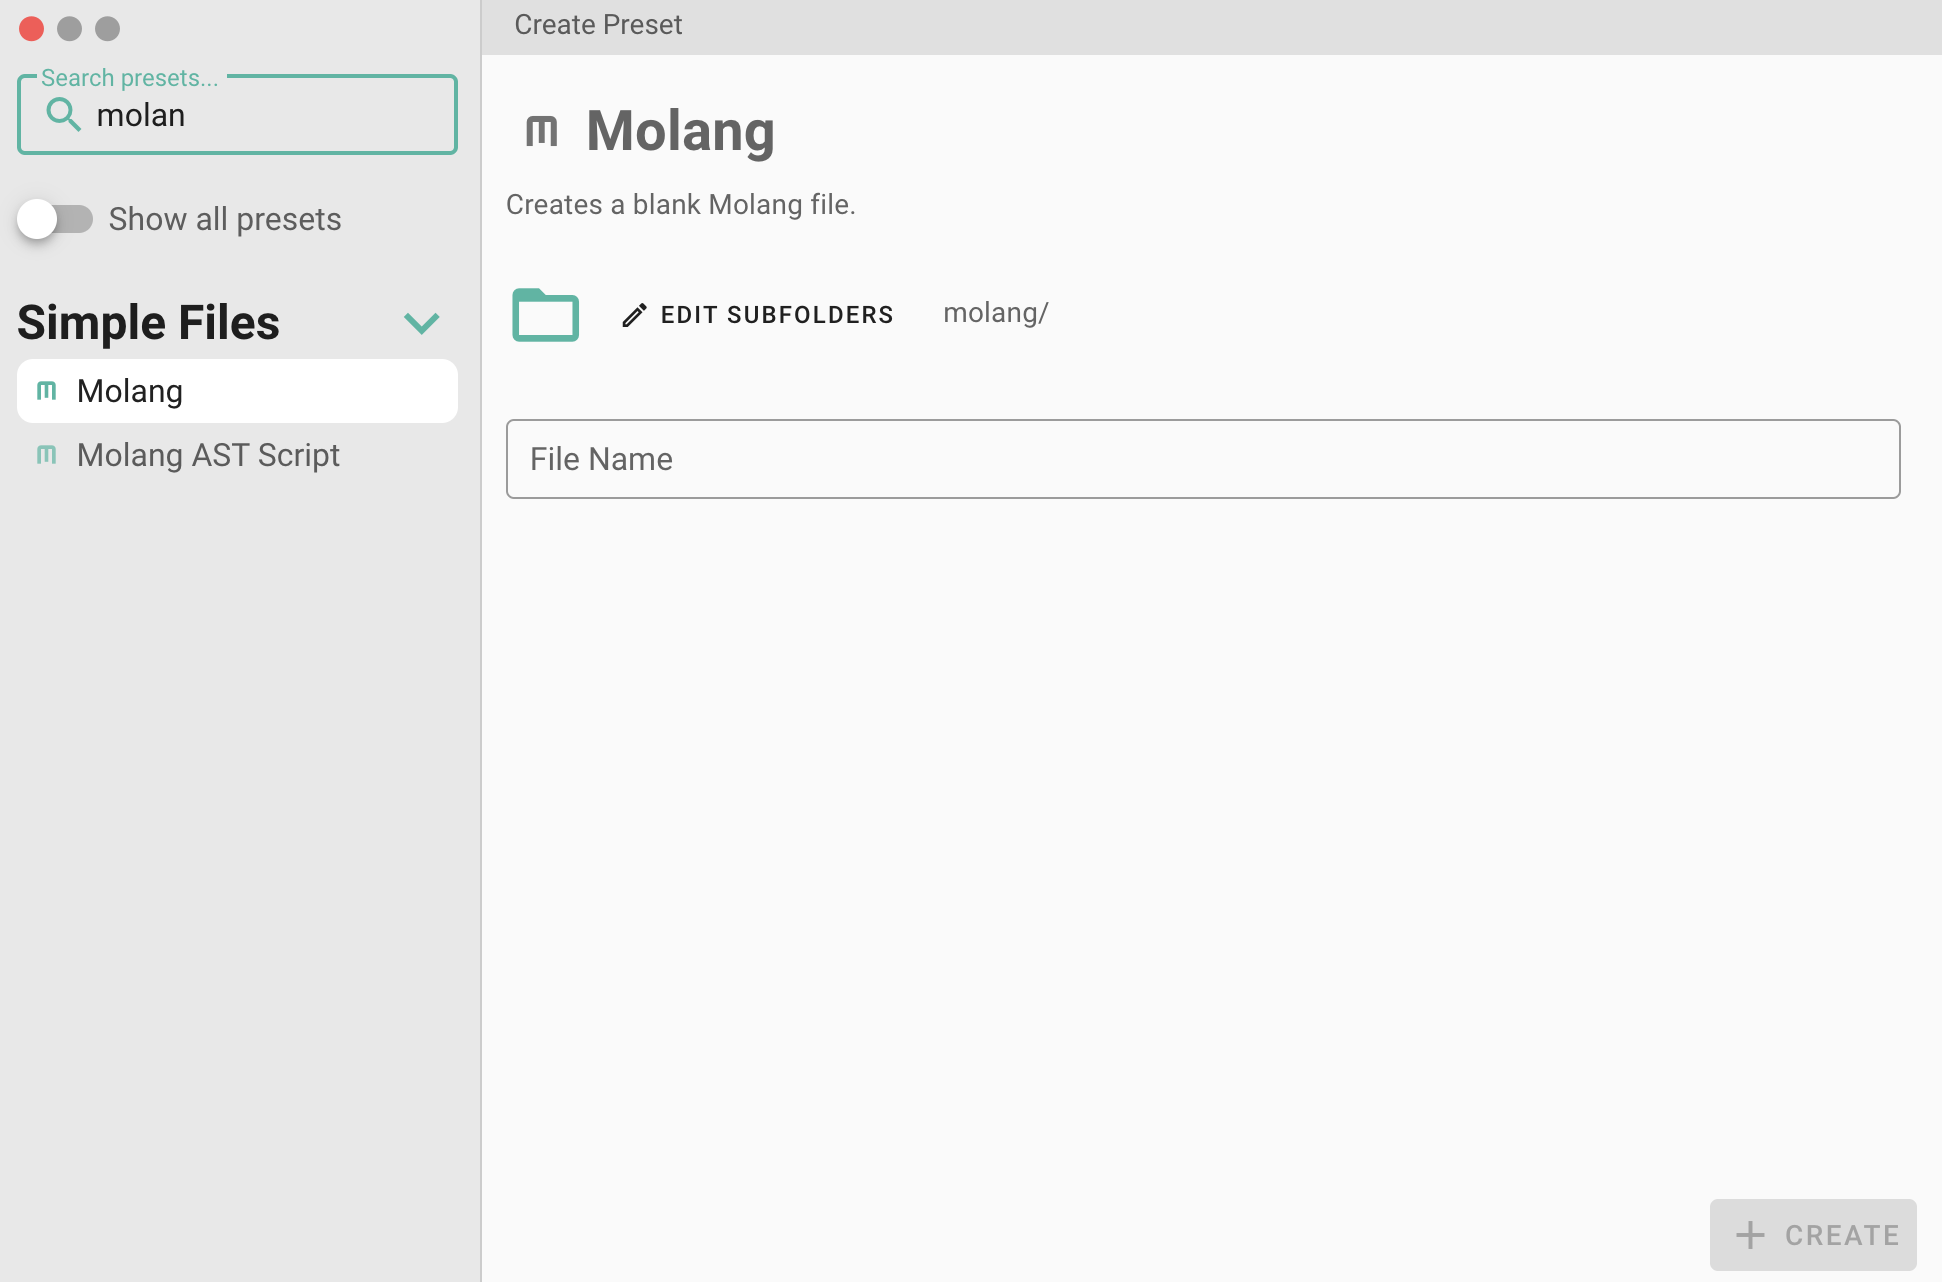 Search presets...
molan
Show all presets
Simple Files
Molang
Molang AST Script
Create Preset
Molang
Creates a blank Molang file.
EDIT SUBFOLDERS molang/
File Name
CREATE